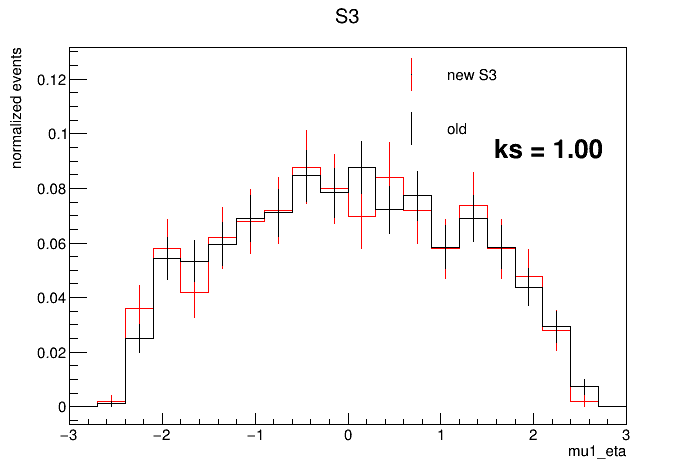 S3
normalized events
0.12
0.1
0.08
0.06
0.04
0.02
0
new S3
old
ks = 1.00
−3
−2
−1
0
1
2
3
mu1_eta